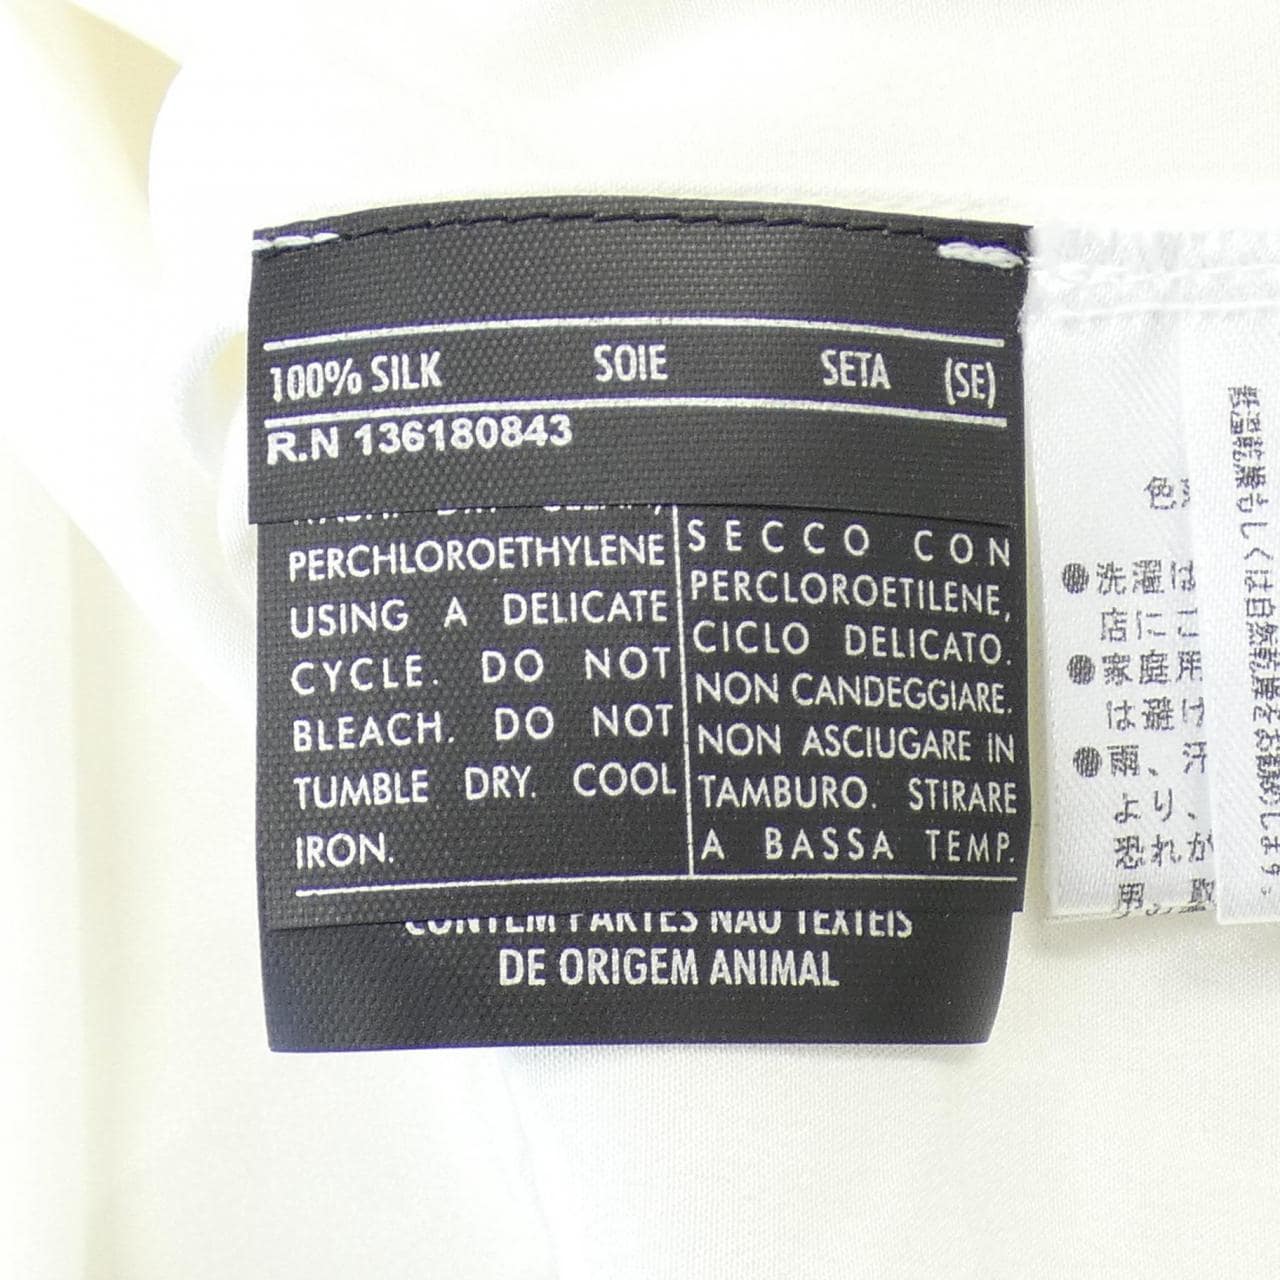 100% SILK SOIE SETA (SE)
R.N 136180843
PERCHLOROETHYLENE
USING A DELICATE
CYCLE. DO NOT
BLEACH. DO NOT
TUMBLE DRY. COOL
IRON.
SECCO CON
PERCLOROETILENE,
CICLO DELICATO.
NON CANDEGGIARE.
NON ASCIUGARE IN
TAMBURO. STIRARE
A BASSA TEMP.
CONTEM PARTES NAO TEXTEIS
DE ORIGEM ANIMAL
色
●洗濯は
店にご
●家庭用
は避け
●雨、汗
より、
恐れが
用、取